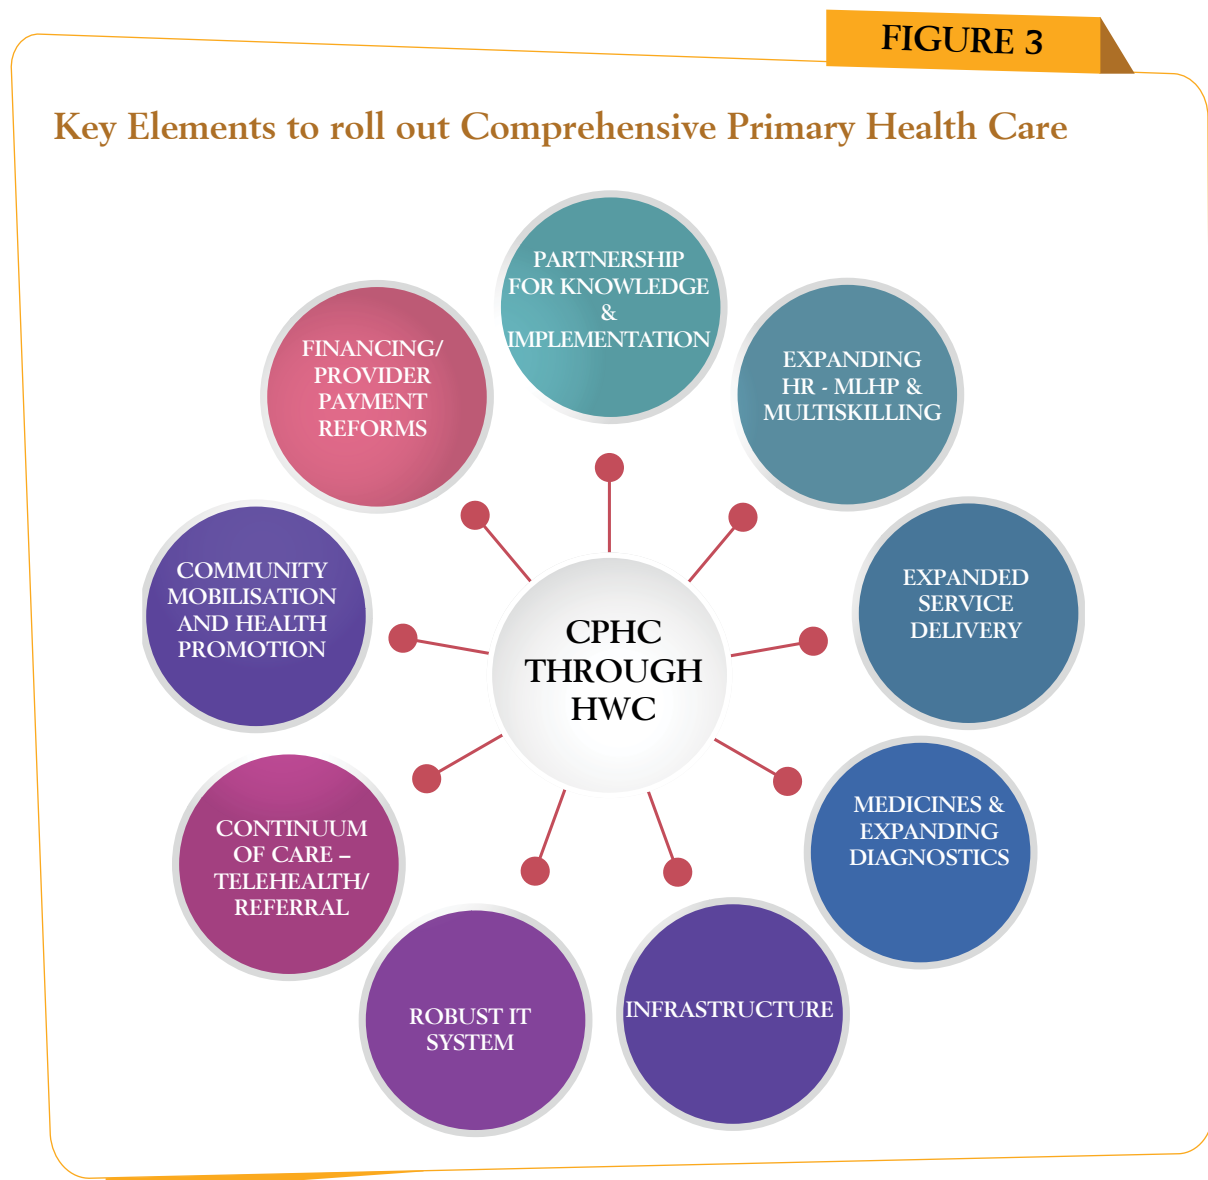 FIGURE 3
Key Elements to roll out Comprehensive Primary Health Care
PARTNERSHIP
FOR KNOWLEDGE
&
IMPLEMENTATION
EXPANDING
HR - MLHP &
MULTISKILLING
EXPANDED
SERVICE
DELIVERY
MEDICINES &
EXPANDING
DIAGNOSTICS
INFRASTRUCTURE
ROBUST IT
SYSTEM
CONTINUUM
OF CARE –
TELEHEALTH/
REFERRAL
COMMUNITY
MOBILISATION
AND HEALTH
PROMOTION
FINANCING/
PROVIDER
PAYMENT
REFORMS
CPHC
THROUGH
HWC